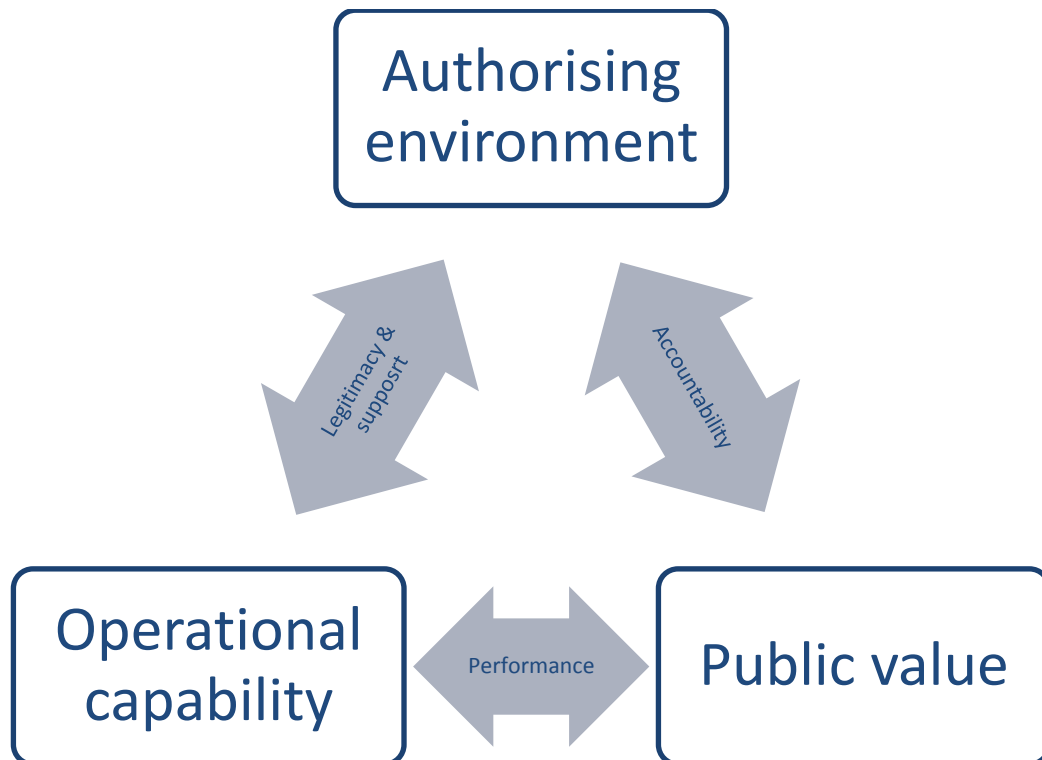 Authorising
environment
Legitimacy &
supposrt
Accountability
Operational
capability
Performance
Public value